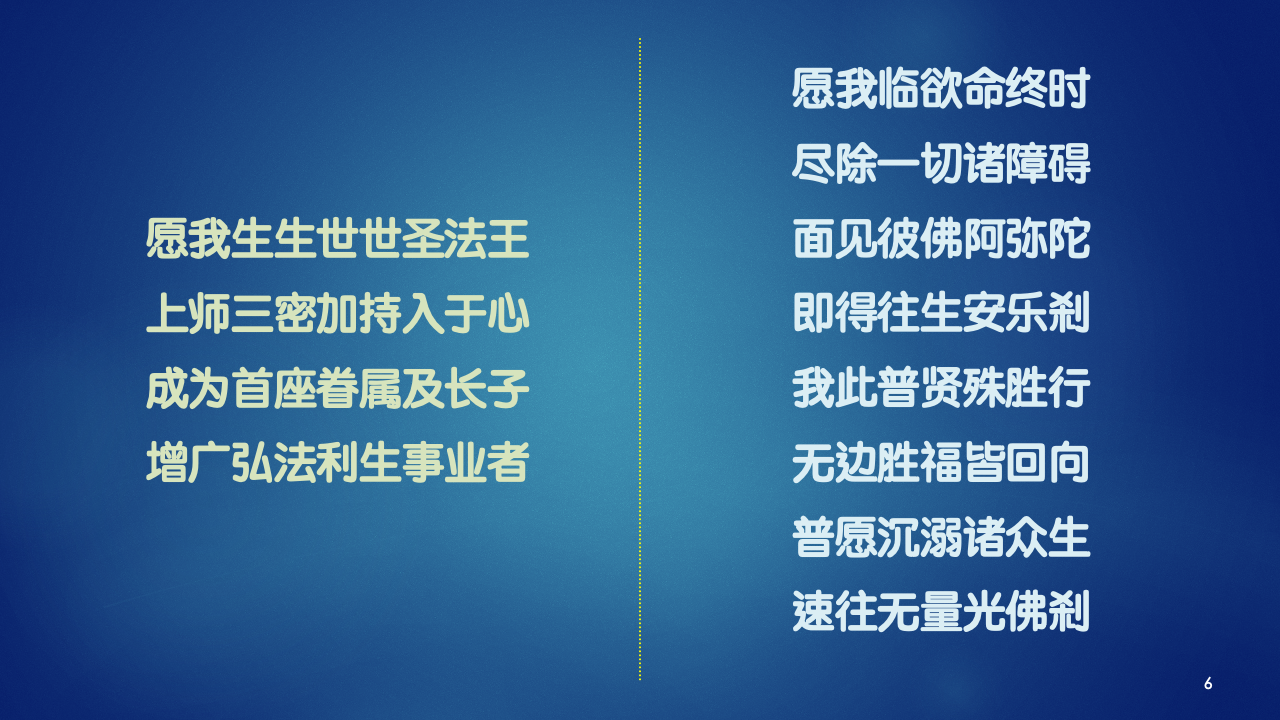 愿我生生世世圣法王
上师三密加持入于心
成为首座眷属及长子
增广弘法利生事业者
愿我临欲命终时
尽除一切诸障碍
面见彼佛阿弥陀
即得往生安乐刹
我此普贤殊胜行
无边胜福皆回向
普愿沉溺诸众生
速往无量光佛刹
6